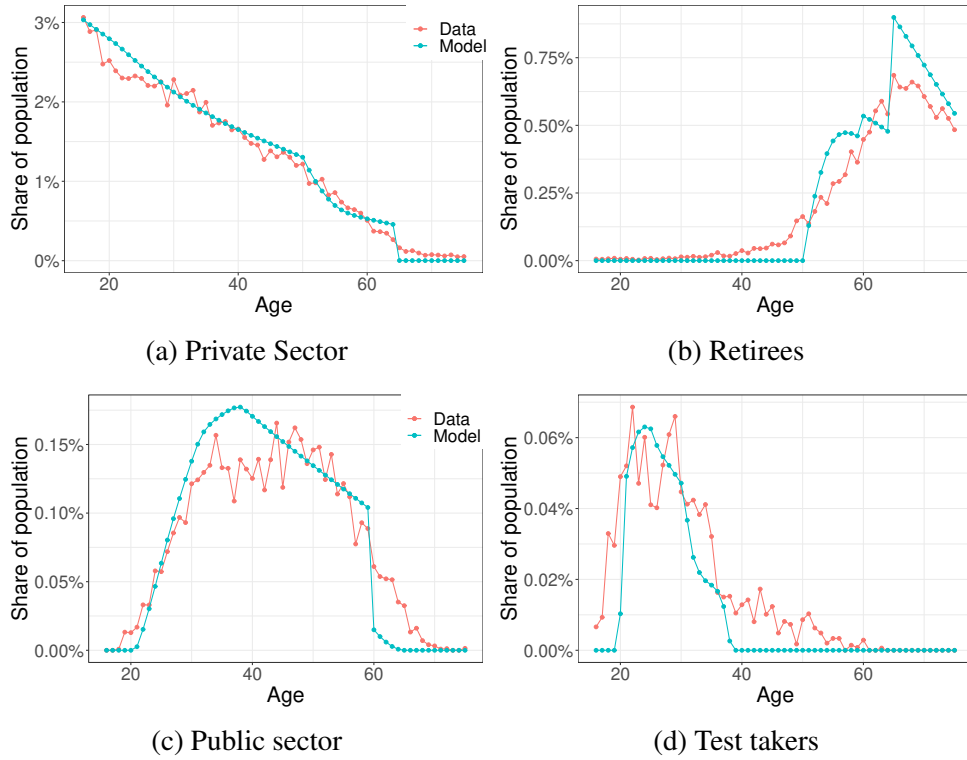 Share of population
3%
2%
1%
0%
20
40
60
Age
Data
Model
(a) Private Sector
Share of population
0.75%
0.50%
0.25%
0.00%
20
40
60
Age
(b) Retirees
Share of population
0.15%
0.10%
0.05%
0.00%
20
40
60
Age
Data
Model
(c) Public sector
Share of population
0.06%
0.04%
0.02%
0.00%
20
40
60
Age
(d) Test takers